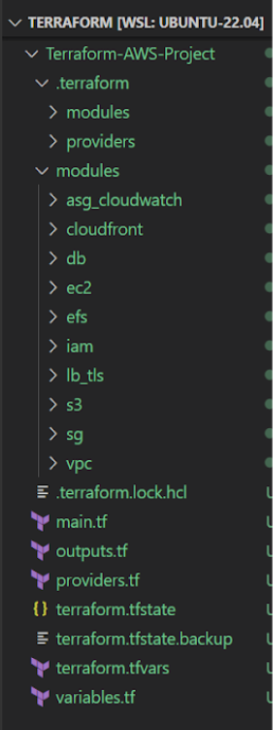 TERRAFORM [WSL: UBUNTU-22.04]
Terraform-AWS-Project
.terraform
modules
providers
modules
asg_cloudwatch
cloudfront
db
ec2
efs
iam
lb_tls
s3
sg
vpc
.terraform.lock.hcl
main.tf
outputs.tf
providers.tf
terraform.tfstate
terraform.tfstate.backup
terraform.tfvars
variables.tf